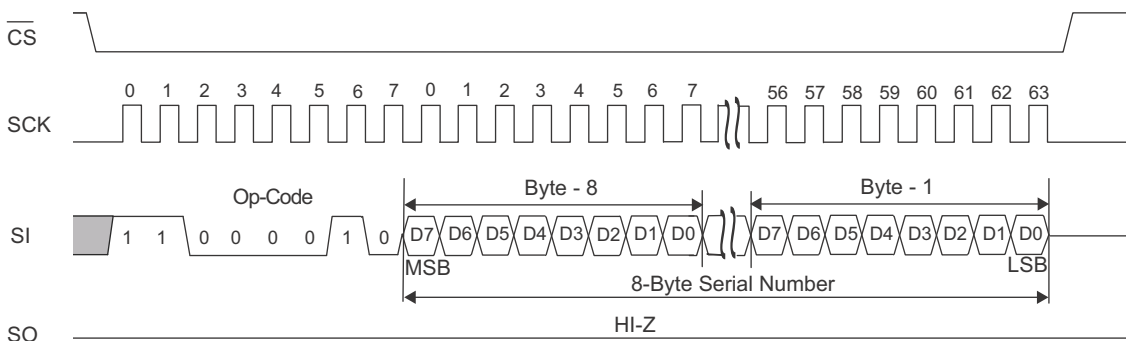 CS
0 1 2 3 4 5 6 7 0 1 2 3 4 5 6 7 56 57 58 59 60 61 62 63
SCK
Op-Code Byte - 8 Byte - 1
SI 1 1 0 0 0 0 1 0 D7 D6 D5 D4 D3 D2 D1 D0 D7 D6 D5 D4 D3 D2 D1 D0
MSB LSB
8-Byte Serial Number
HI-Z
SO